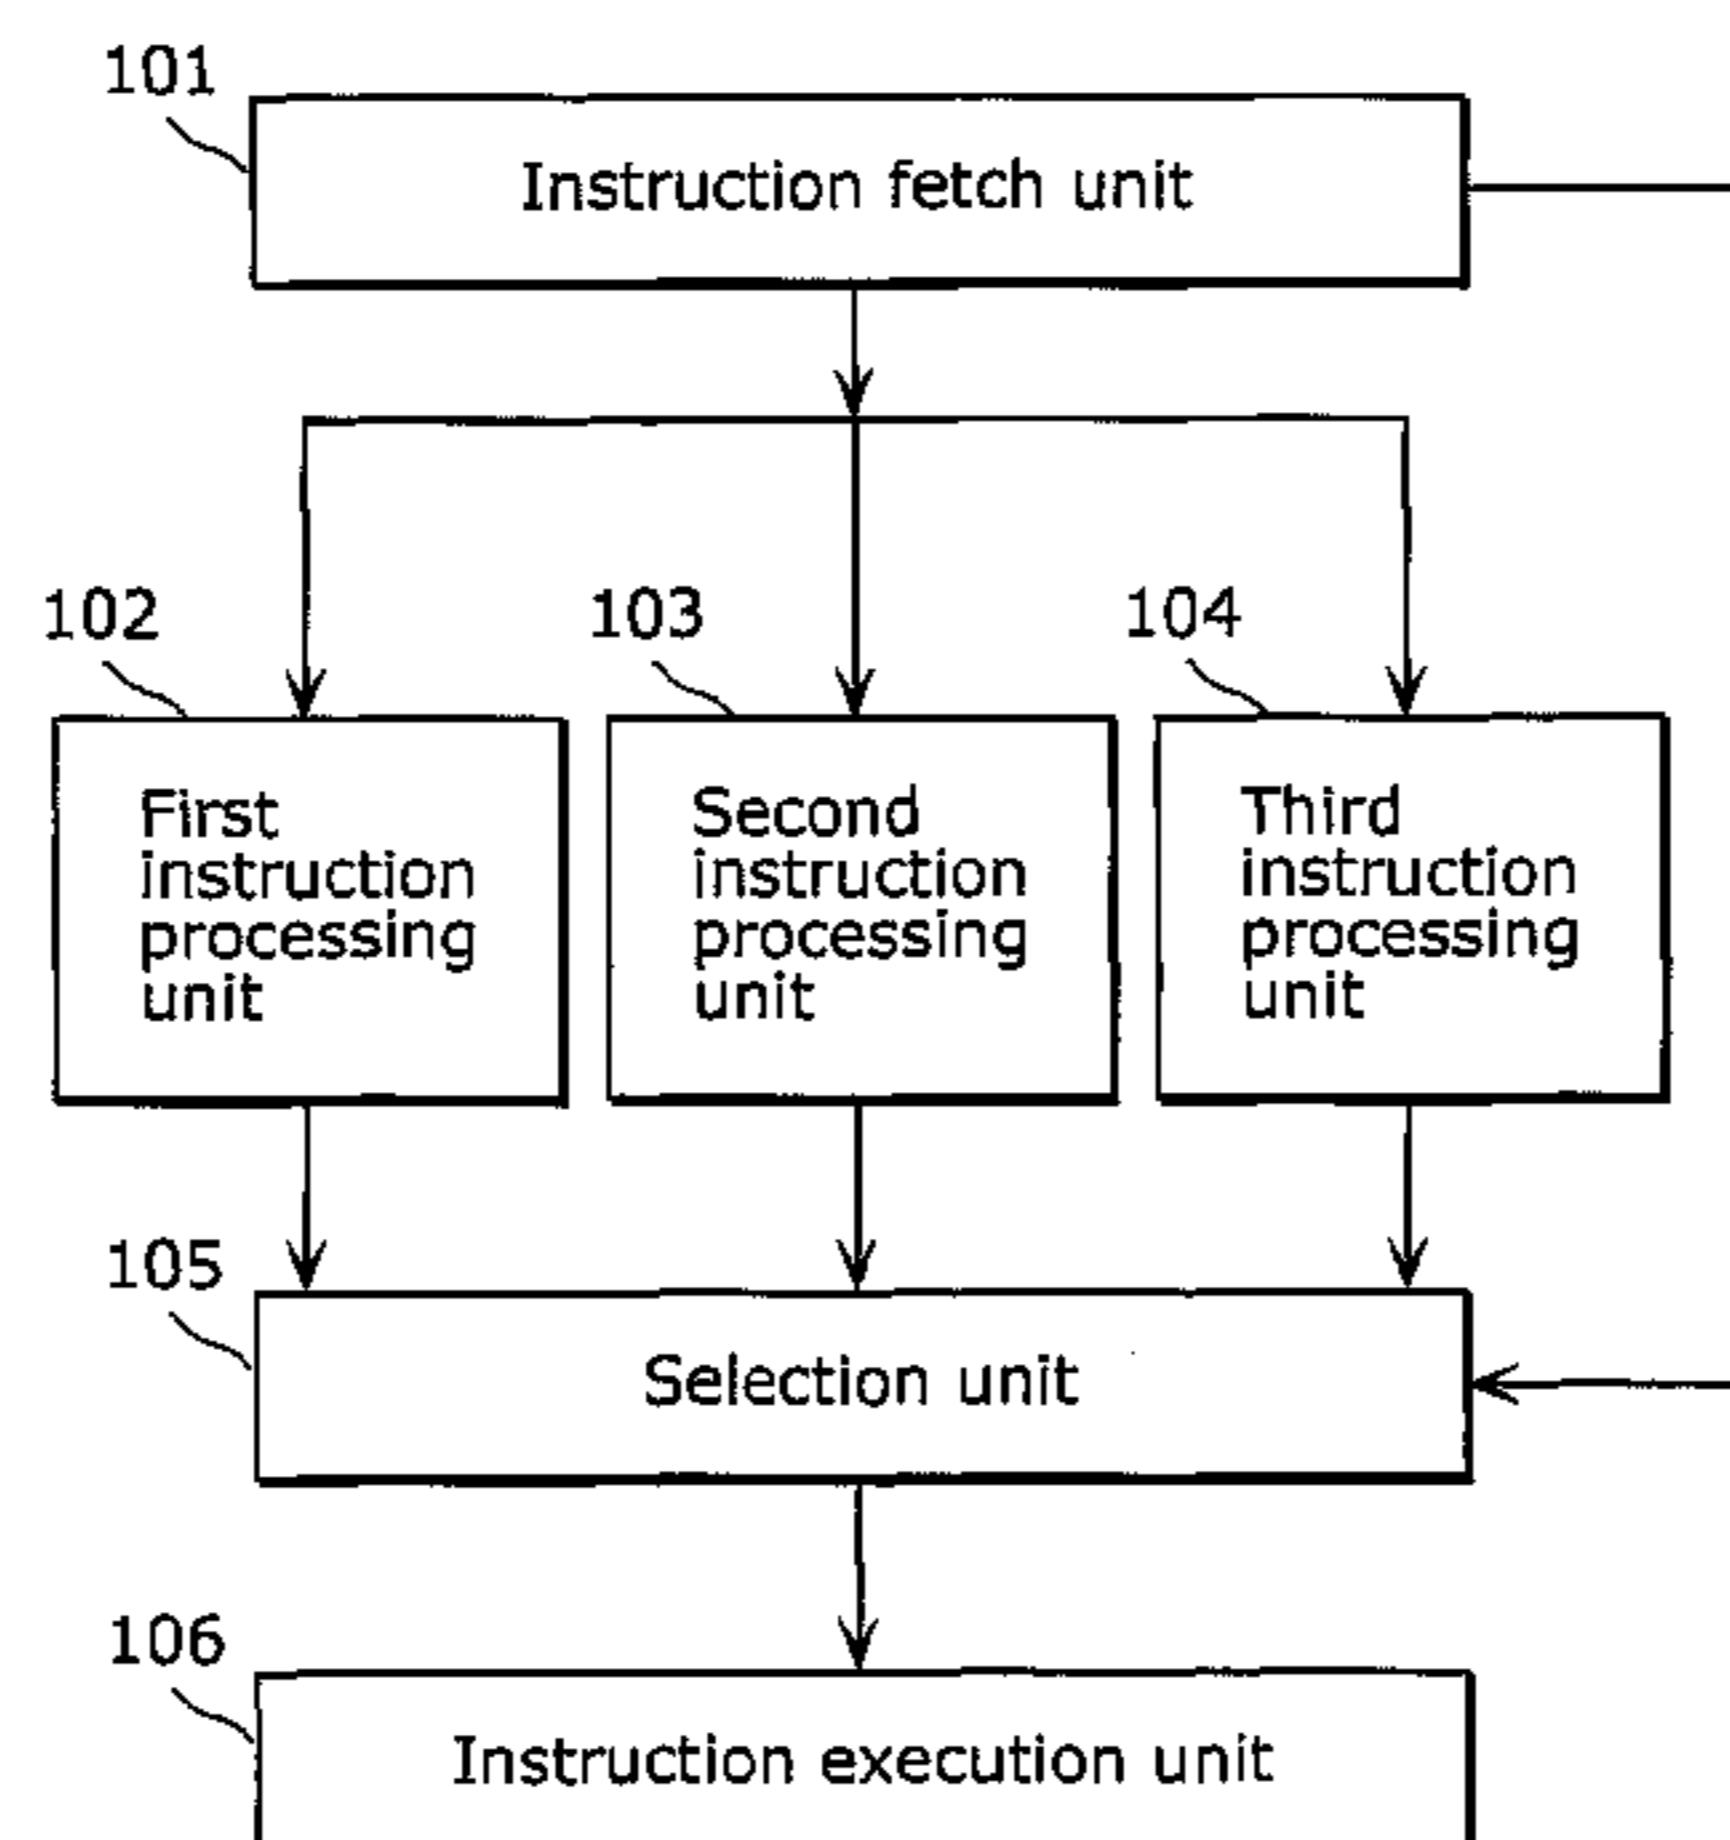 101
Instruction fetch unit
102
103
104
First
instruction
processing
unit
Second
instruction
processing
unit
Third
instruction
processing
unit
105
Selection unit
106
Instruction execution unit